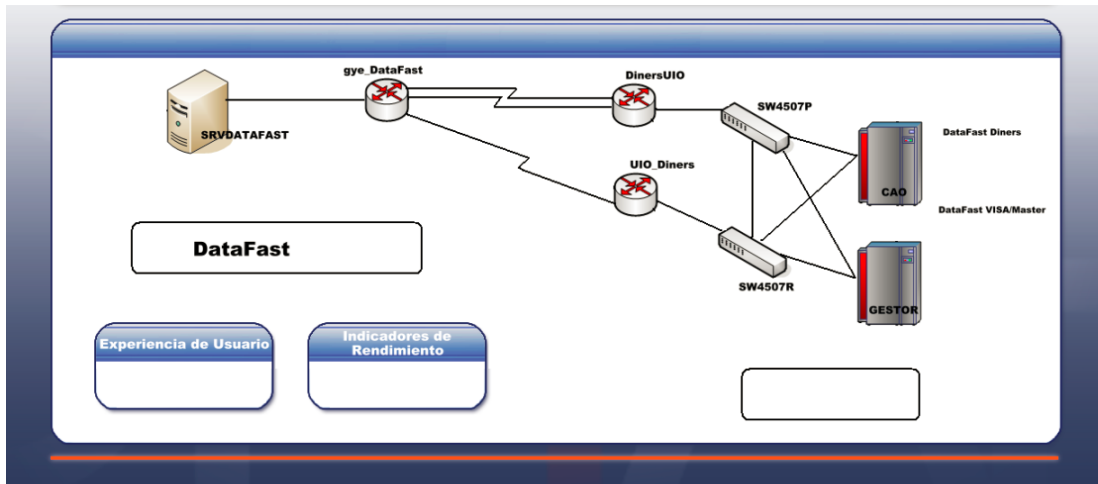 gye_DataFast
DinersUIO
SW4507P
SRVDATAFAST
DataFast Diners
UIO_Diners
CAO
DataFast VISA/Master
DataFast
SW4507R
GESTOR
Experiencia de Usuario
Indicadores de
Rendimiento